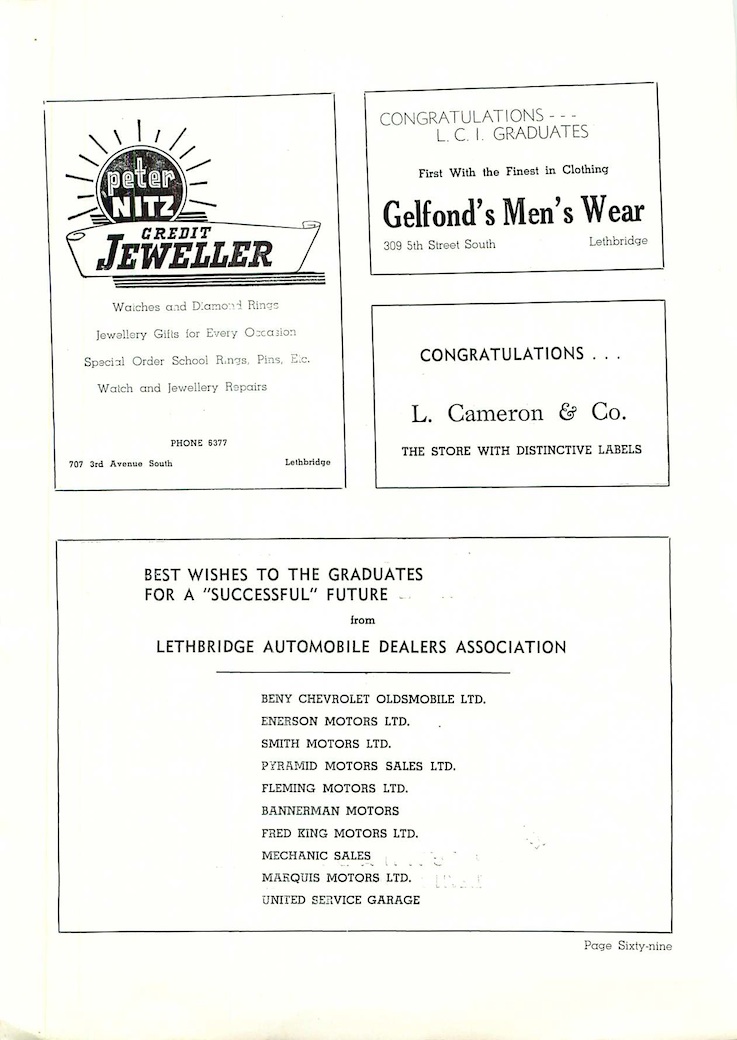 peter
NITZ
CREDIT
JEWELLER
Watches and Diamond Rings
Jewellery Gifts for Every Occasion
Special Order School Rings, Pins, Etc.
Watch and Jewellery Repairs
PHONE 6377
707 3rd Avenue South Lethbridge
CONGRATULATIONS - - -
L. C. I. GRADUATES
First With the Finest in Clothing
Gelfond's Men's Wear
309 5th Street South Lethbridge
CONGRATULATIONS . . .
L. Cameron & Co.
THE STORE WITH DISTINCTIVE LABELS
BEST WISHES TO THE GRADUATES
FOR A "SUCCESSFUL" FUTURE
from
LETHBRIDGE AUTOMOBILE DEALERS ASSOCIATION
BENY CHEVROLET OLDSMOBILE LTD.
ENERSON MOTORS LTD.
SMITH MOTORS LTD.
PYRAMID MOTORS SALES LTD.
FLEMING MOTORS LTD.
BANNERMAN MOTORS
FRED KING MOTORS LTD.
MECHANIC SALES
MARQUIS MOTORS LTD.
UNITED SERVICE GARAGE
Page Sixty-nine